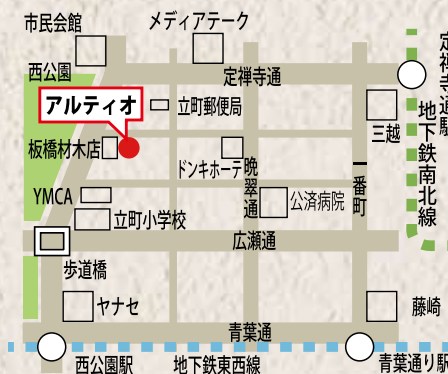 市民会館
メディアテーク
西公園
定禅寺通
定禅寺通駅
アルティオ
立町郵便局
三越
地下鉄南北線
板橋材木店
ドンキホーテ
晩翠通
一番町
YMCA
公済病院
立町小学校
広瀬通
歩道橋
ヤナセ
藤崎
青葉通
西公園駅
地下鉄東西線
青葉通り駅